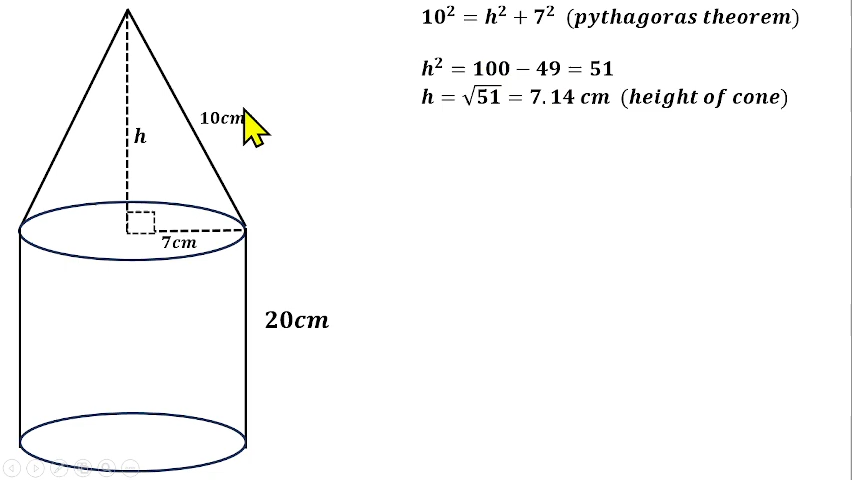 10² = h² + 7² (pythagoras theorem)
h² = 100 − 49 = 51
h = √51 = 7.14 cm (height of cone)
10cm
h
7cm
20cm